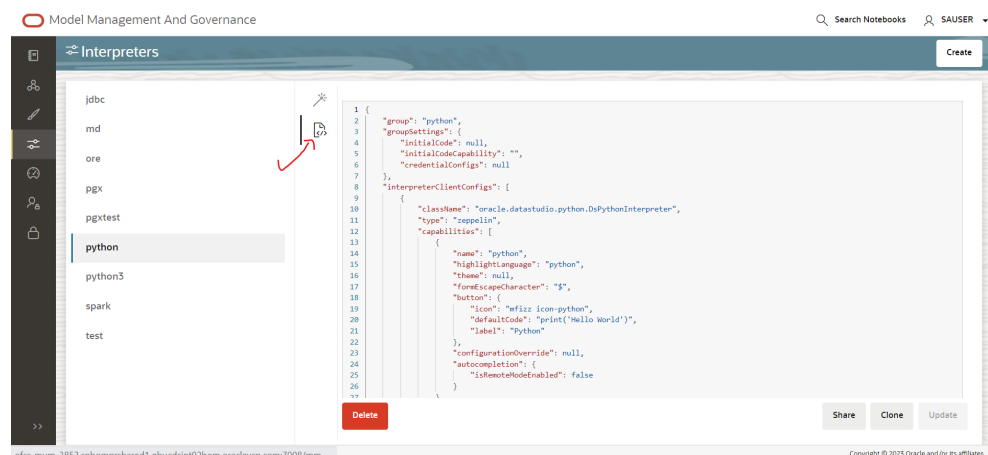 Model Management And Governance
Search Notebooks
SAUSER
Interpreters
Create
jdbc
md
ore
pgx
pgxtest
python
python3
spark
test
1 {
2 "group": "python",
3 "groupSettings": {
4 "initialCode": null,
5 "initialCodeCapability": "",
6 "credentialConfigs": null
7 },
8 "interpreterClientConfigs": [
9 {
10 "className": "oracle.datastudio.python.DsPythonInterpreter",
11 "type": "zeppelin",
12 "capabilities": [
13 {
14 "name": "python",
15 "highlightLanguage": "python",
16 "theme": null,
17 "formEscapeCharacter": "$",
18 "button": {
19 "icon": "mfizz icon-python",
20 "defaultCode": "print('Hello World')",
21 "label": "Python"
22 },
23 "configurationOverride": null,
24 "autocompletion": {
25 "isRemoteModeEnabled": false
26 }
27 }
Delete
Share
Clone
Update
Copyright © 2023 Oracle and/or its affiliates